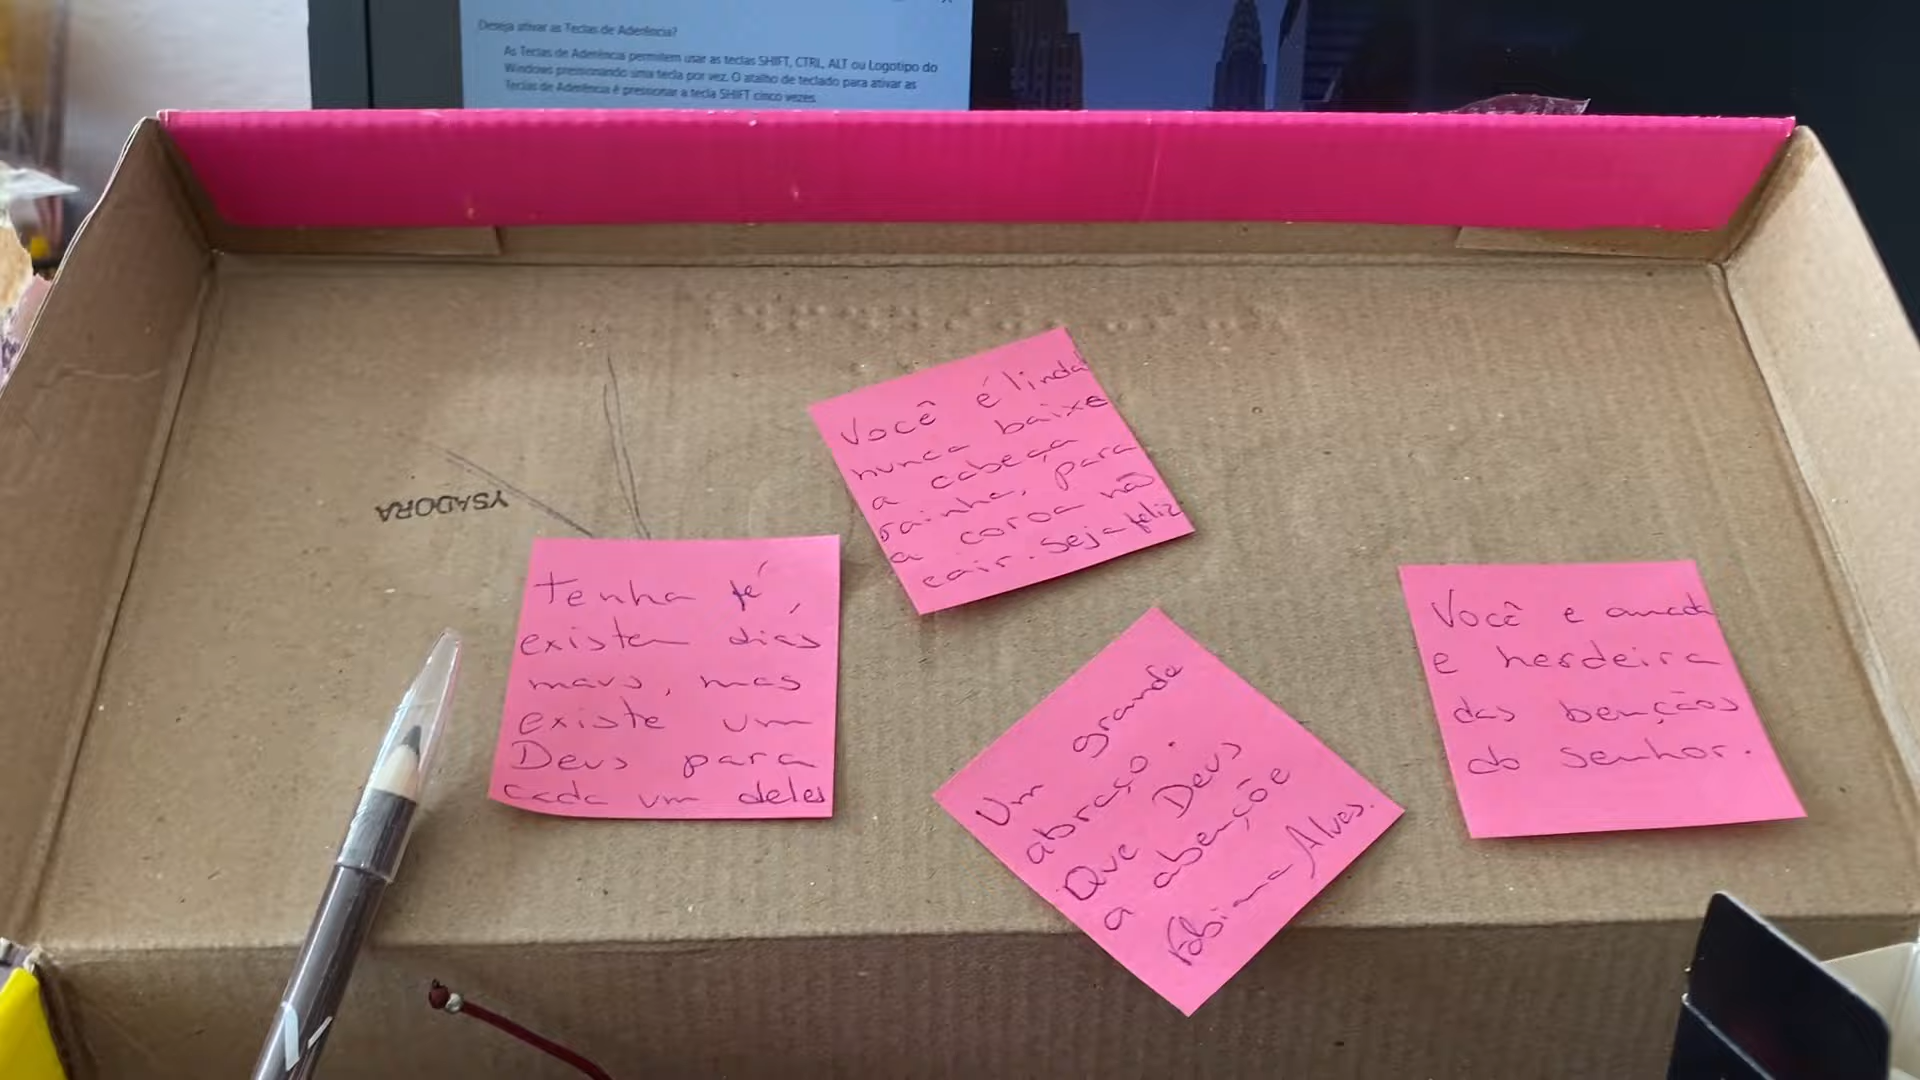 Deseja ativar as Teclas de Aderência?
As Teclas de Aderência permitem usar as teclas SHIFT, CTRL, ALT ou Logotipo do
Windows pressionando uma tecla por vez. O atalho de teclado para ativar as
Teclas de Aderência é pressionar a tecla SHIFT cinco vezes.
YSADORA
Você é linda
nunca baixe
a cabeça
rainha, para
a coroa não
cair. Seja feliz
Tenha fé,
existem dias
maus, mas
existe um
Deus para
cada um deles
Um grande
abraço.
Que Deus
a abençõe
Fabiana Alves.
Você e amada
e herdeira
das bençãos
do senhor.